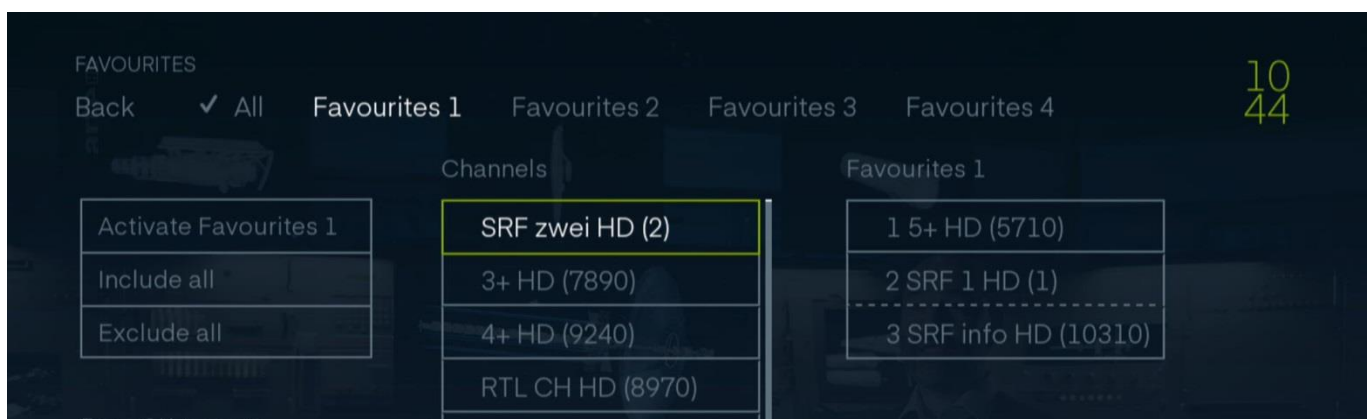 FAVOURITES
Back ✓ All Favourites 1 Favourites 2 Favourites 3 Favourites 4
10
44
Channels
Favourites 1
Activate Favourites 1
Include all
Exclude all
SRF zwei HD (2)
3+ HD (7890)
4+ HD (9240)
RTL CH HD (8970)
1 5+ HD (5710)
2 SRF 1 HD (1)
3 SRF info HD (10310)